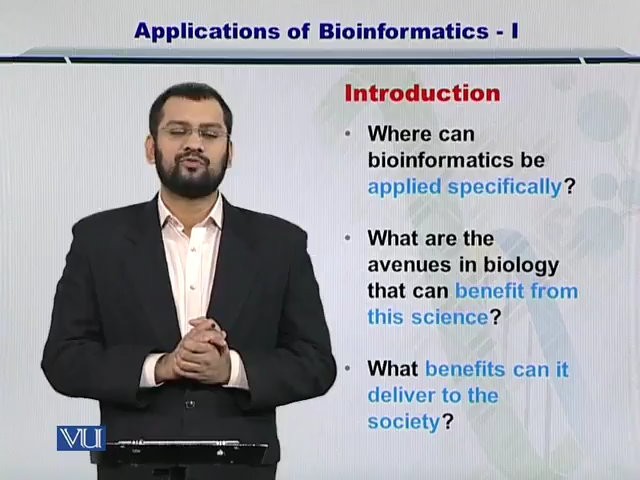 Applications of Bioinformatics - I
Introduction
• Where can
bioinformatics be
applied specifically?
• What are the
avenues in biology
that can benefit from
this science?
• What benefits can it
deliver to the
society?
VU